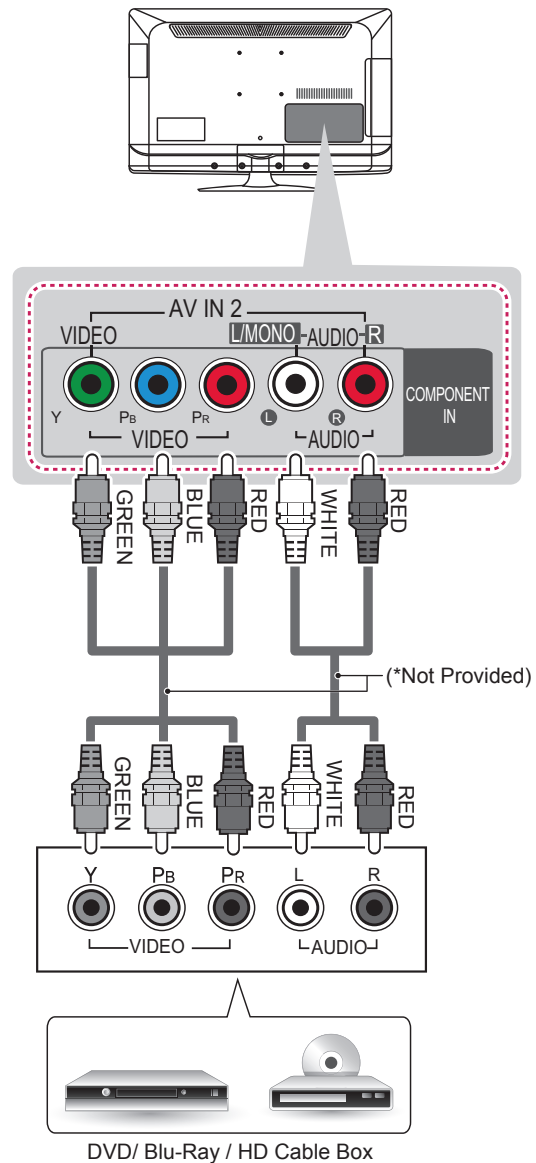 AV IN 2
VIDEO L/MONO AUDIO R
Y PB PR L R
VIDEO AUDIO
COMPONENT
IN
GREEN BLUE RED WHITE RED
(*Not Provided)
GREEN BLUE RED WHITE RED
Y PB PR L R
VIDEO AUDIO
DVD/ Blu-Ray / HD Cable Box